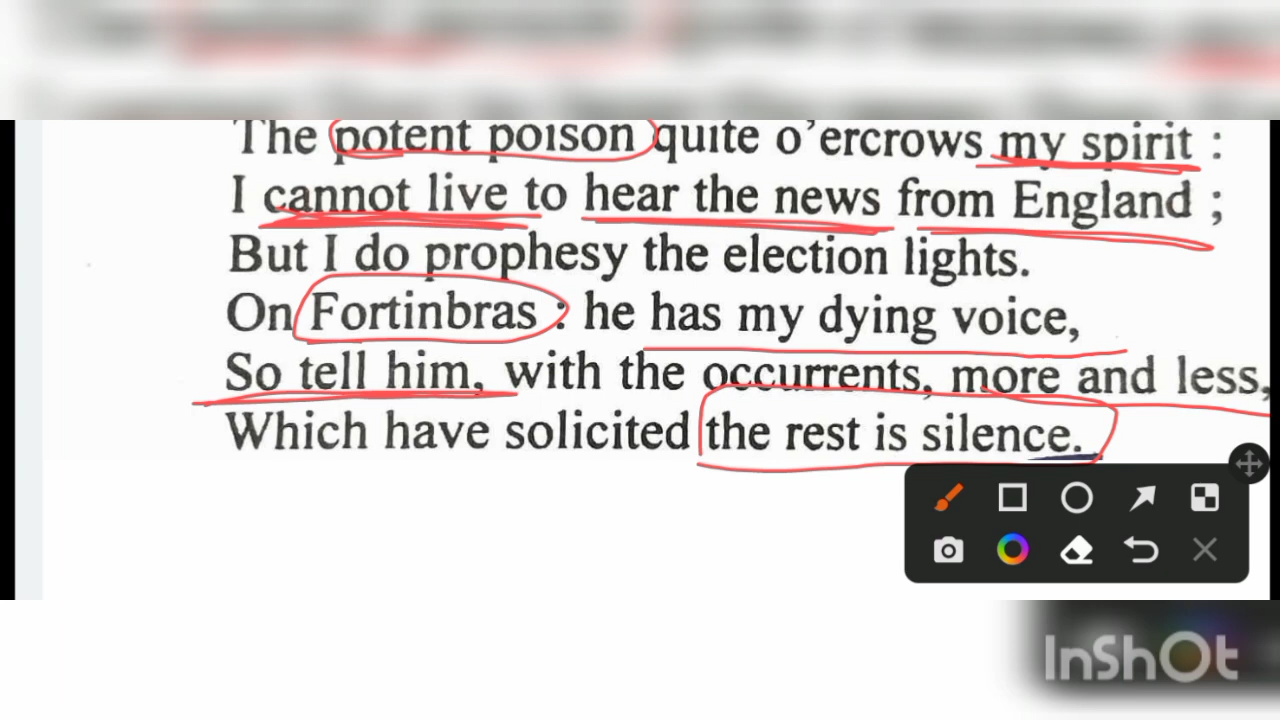 The potent poison quite o’ercrows my spirit :
I cannot live to hear the news from England ;
But I do prophesy the election lights.
On Fortinbras : he has my dying voice,
So tell him, with the occurrents, more and less,
Which have solicited the rest is silence.
InShOt